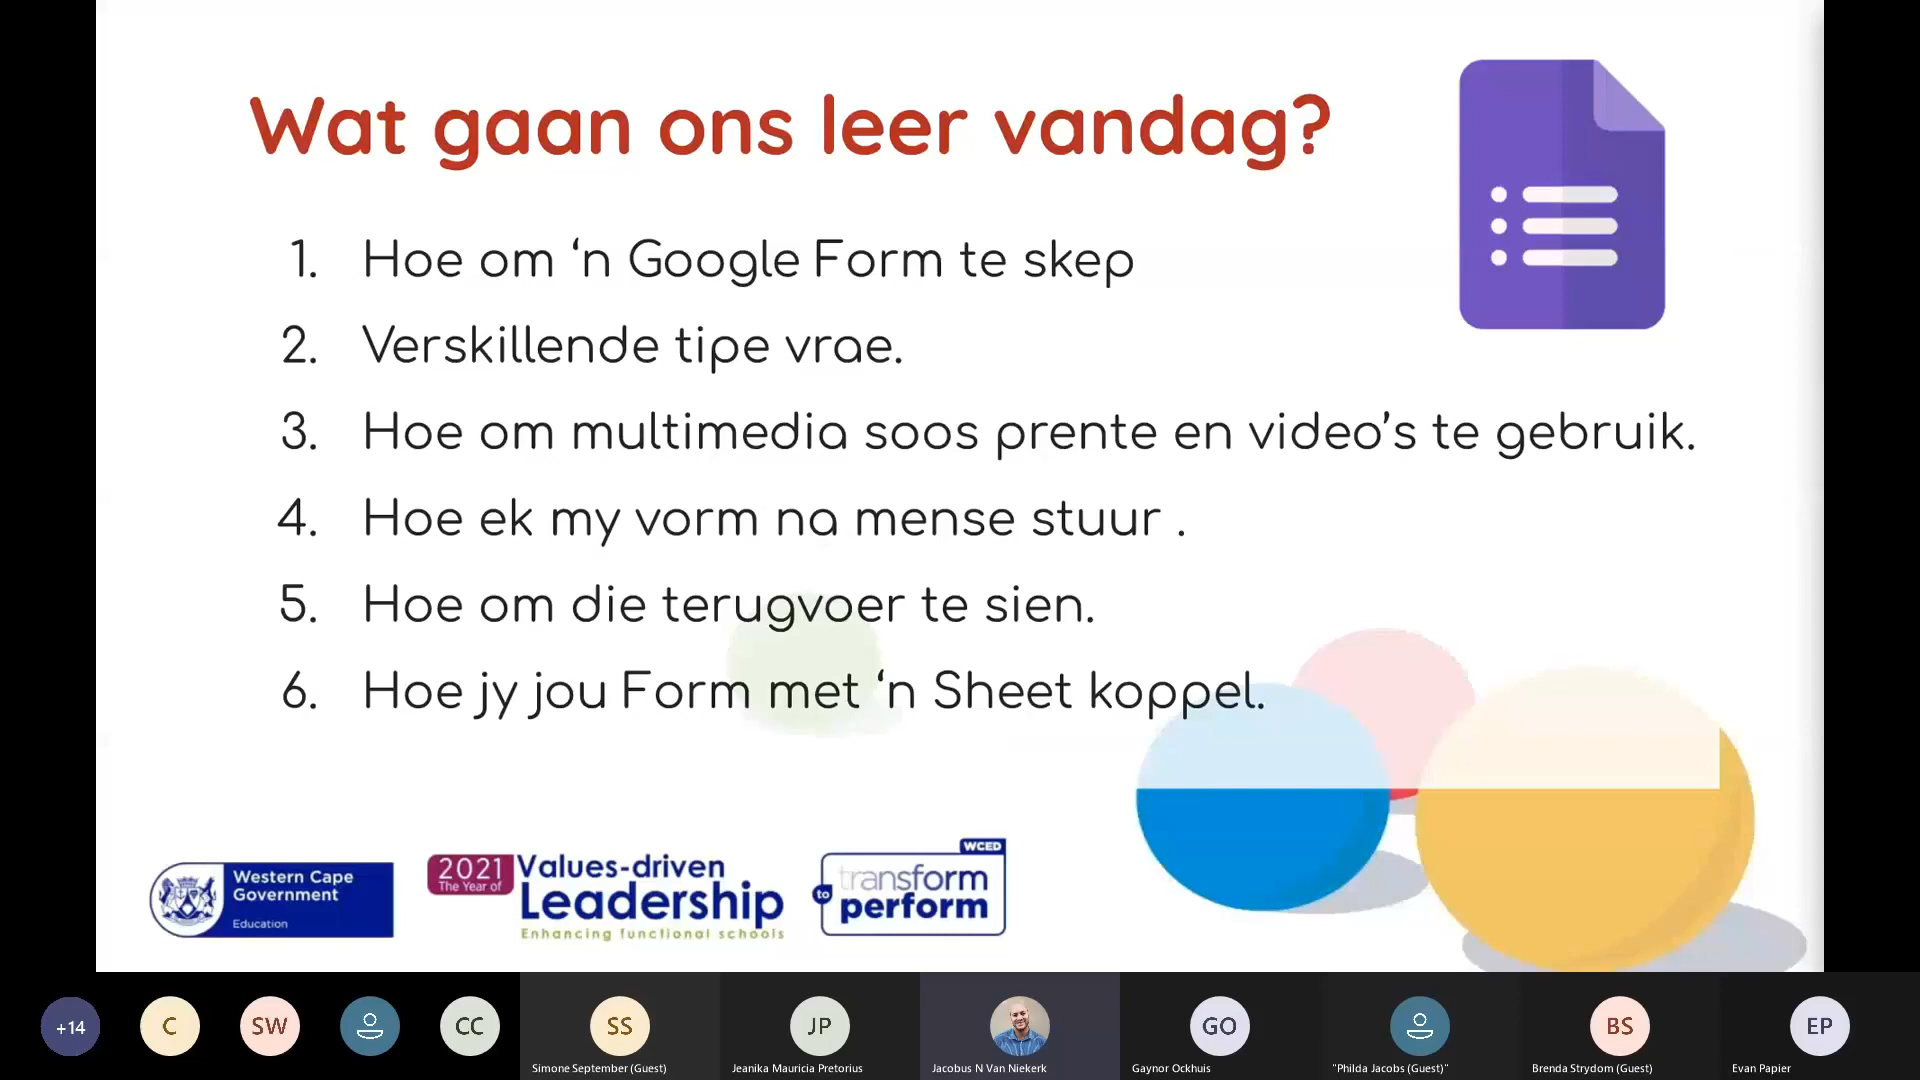 Wat gaan ons leer vandag?
1. Hoe om ‘n Google Form te skep
2. Verskillende tipe vrae.
3. Hoe om multimedia soos prente en video’s te gebruik.
4. Hoe ek my vorm na mense stuur .
5. Hoe om die terugvoer te sien.
6. Hoe jy jou Form met ‘n Sheet koppel.
Western Cape
Government
Education
2021
The Year of
Values-driven
Leadership
Enhancing functional schools
WCED
transform
to
perform
+14
C
SW
CC
SS
JP
GO
BS
EP
Simone September (Guest)
Jeanika Mauricia Pretorius
Jacobus N Van Niekerk
Gaynor Ockhuis
"Philda Jacobs (Guest)"
Brenda Strydom (Guest)
Evan Papier